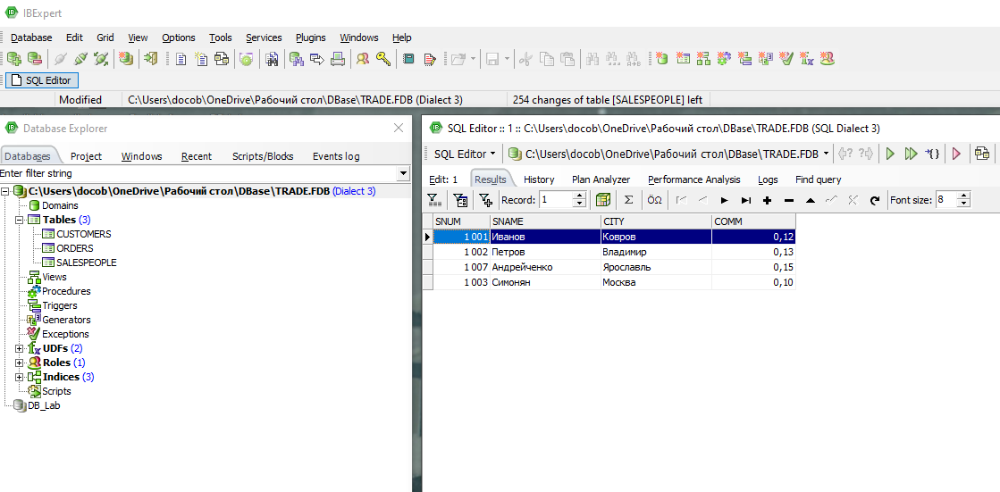 IBExpert
Database Edit Grid View Options Tools Services Plugins Windows Help
SQL Editor
Modified C:\Users\docob\OneDrive\Рабочий стол\DBase\TRADE.FDB (Dialect 3) 254 changes of table [SALESPEOPLE] left
Database Explorer
Databases Project Windows Recent Scripts/Blocks Events log
Enter filter string
C:\Users\docob\OneDrive\Рабочий стол\DBase\TRADE.FDB (Dialect 3)
Domains
Tables (3)
CUSTOMERS
ORDERS
SALESPEOPLE
Views
Procedures
Triggers
Generators
Exceptions
UDFs (2)
Roles (1)
Indices (3)
Scripts
DB_Lab
SQL Editor :: 1 :: C:\Users\docob\OneDrive\Рабочий стол\DBase\TRADE.FDB (SQL Dialect 3)
SQL Editor C:\Users\docob\OneDrive\Рабочий стол\DBase\TRADE.FDB
Edit: 1 Results History Plan Analyzer Performance Analysis Logs Find query
Record: 1 Σ ÖΩ Font size: 8
SNUM SNAME CITY COMM
1 001 Иванов Ковров 0,12
1 002 Петров Владимир 0,13
1 007 Андрейченко Ярославль 0,15
1 003 Симонян Москва 0,10